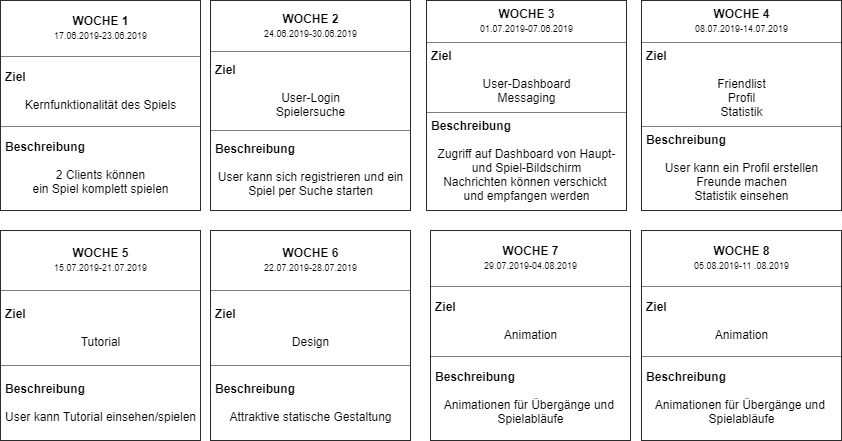 WOCHE 1
17.06.2019-23.06.2019
Ziel
Kernfunktionalität des Spiels
Beschreibung
2 Clients können
ein Spiel komplett spielen
WOCHE 2
24.06.2019-30.06.2019
Ziel
User-Login
Spielersuche
Beschreibung
User kann sich registrieren und ein
Spiel per Suche starten
WOCHE 3
01.07.2019-07.06.2019
Ziel
User-Dashboard
Messaging
Beschreibung
Zugriff auf Dashboard von Haupt-
und Spiel-Bildschirm
Nachrichten können verschickt
und empfangen werden
WOCHE 4
08.07.2019-14.07.2019
Ziel
Friendlist
Profil
Statistik
Beschreibung
User kann ein Profil erstellen
Freunde machen
Statistik einsehen
WOCHE 5
15.07.2019-21.07.2019
Ziel
Tutorial
Beschreibung
User kann Tutorial einsehen/spielen
WOCHE 6
22.07.2019-28.07.2019
Ziel
Design
Beschreibung
Attraktive statische Gestaltung
WOCHE 7
29.07.2019-04.08.2019
Ziel
Animation
Beschreibung
Animationen für Übergänge und
Spielabläufe
WOCHE 8
05.08.2019-11 .08.2019
Ziel
Animation
Beschreibung
Animationen für Übergänge und
Spielabläufe